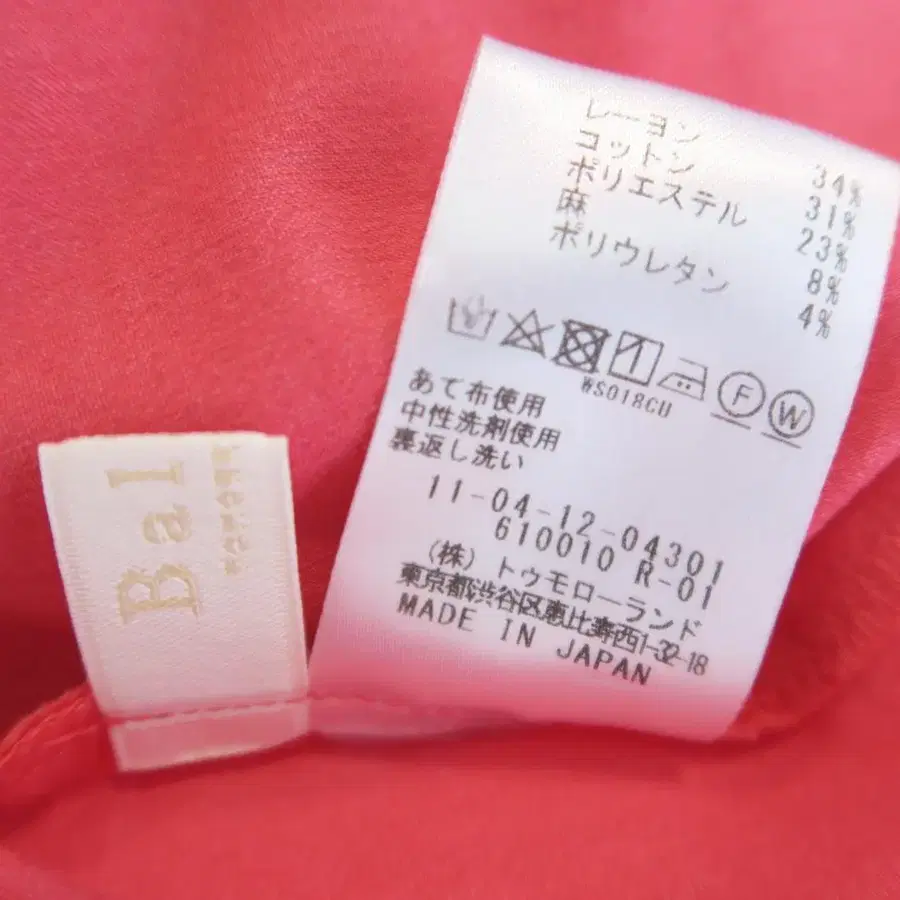 レーヨン 34%
コットン 31%
ポリエステル 23%
麻 8%
ポリウレタン 4%
F W
WS018CU
あて布使用
中性洗剤使用
裏返し洗い
11-04-12-04301
610010 R-01
(株) トゥモローランド
東京都渋谷区恵比寿西1-32-18
MADE IN JAPAN
Bal